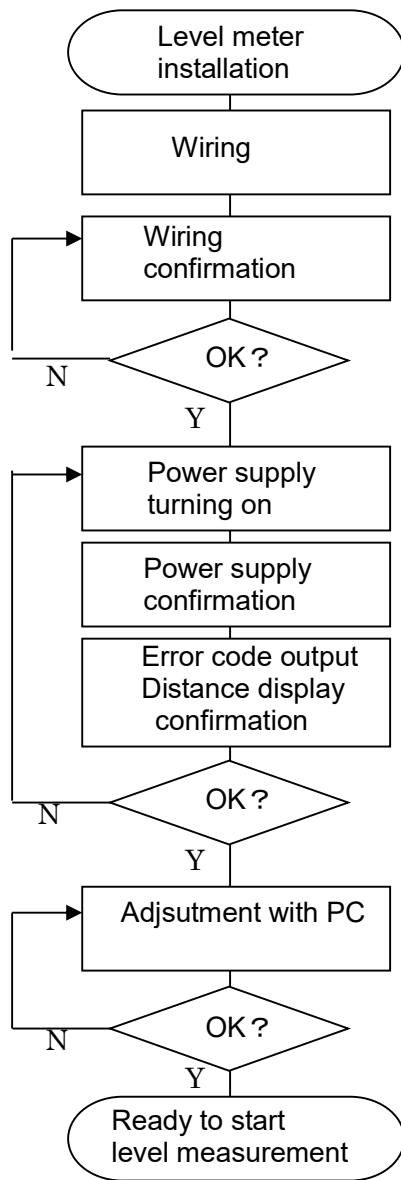 Level meter
installation
Wiring
Wiring
confirmation
OK？
N
Y
Power supply
turning on
Power supply
confirmation
Error code output
Distance display
confirmation
OK？
N
Y
Adjsutment with PC
OK？
N
Y
Ready to start
level measurement